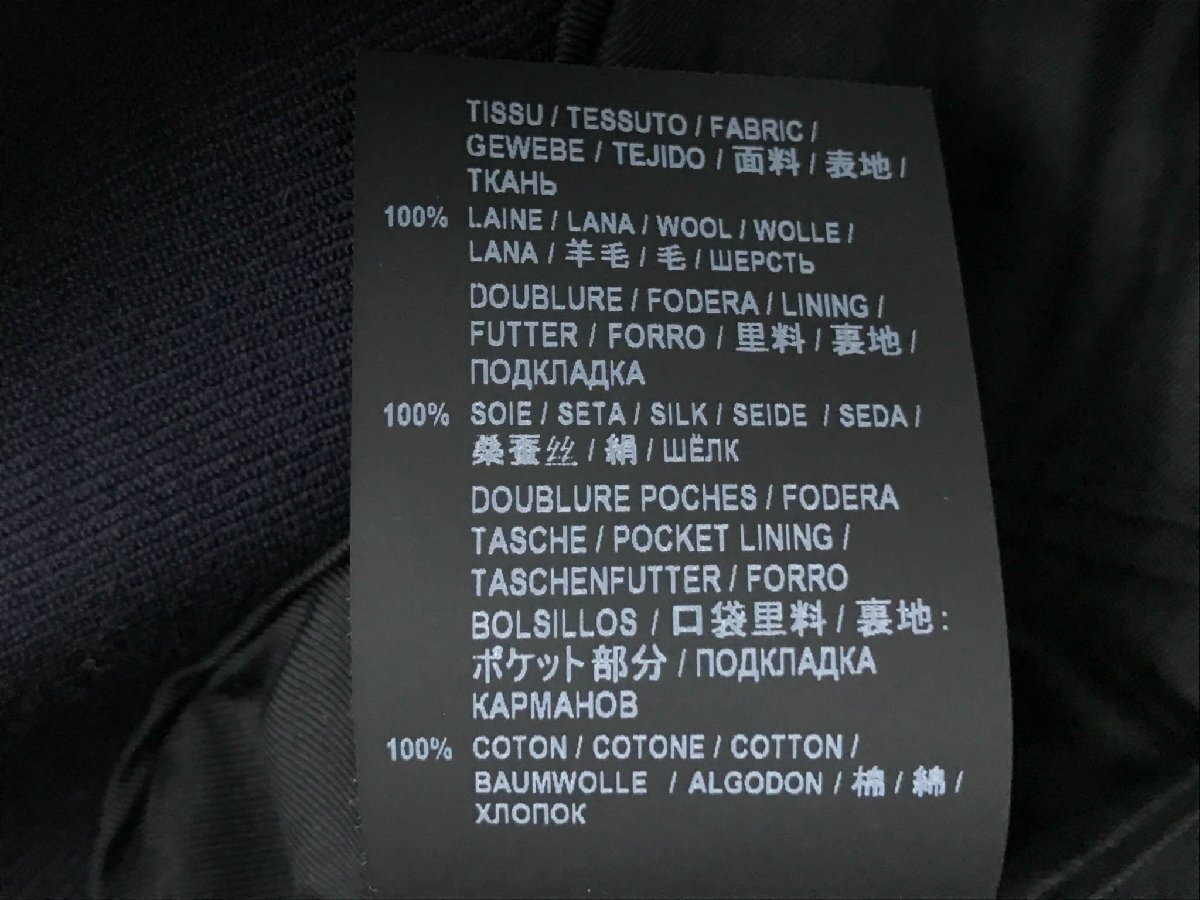 TISSU / TESSUTO / FABRIC /
GEWEBE / TEJIDO / 面料 / 表地 /
ТКАНЬ
100% LAINE / LANA / WOOL / WOLLE /
LANA / 羊毛 / 毛 / ШЕРСТЬ
DOUBLURE / FODERA / LINING /
FUTTER / FORRO / 里料 / 裏地 /
ПОДКЛАДКА
100% SOIE / SETA / SILK / SEIDE / SEDA /
桑蚕丝 / 絹 / ШЁЛК
DOUBLURE POCHES / FODERA
TASCHE / POCKET LINING /
TASCHENFUTTER / FORRO
BOLSILLOS / 口袋里料 / 裏地:
ポケット部分 / ПОДКЛАДКА
КАРМАНОВ
100% COTON / COTONE / COTTON /
BAUMWOLLE / ALGODON / 棉 / 綿 /
ХЛОПОК